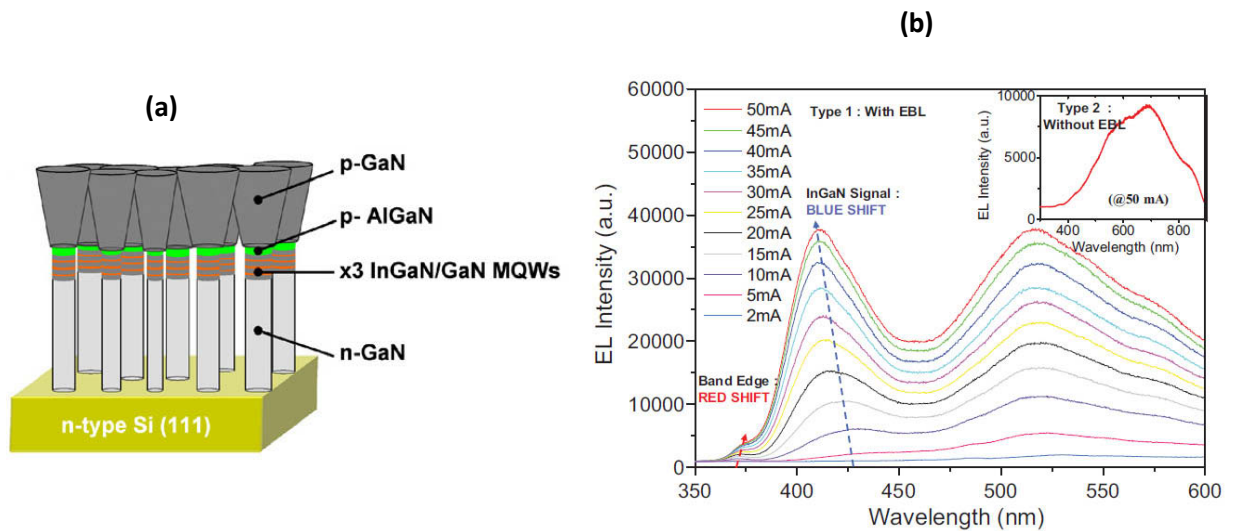 (a)
p-GaN
p- AlGaN
x3 InGaN/GaN MQWs
n-GaN
n-type Si (111)
(b)
EL Intensity (a.u.)
60000
50000
40000
30000
20000
10000
0
50mA
45mA
40mA
35mA
30mA
25mA
20mA
15mA
10mA
5mA
2mA
Type 1 : With EBL
InGaN Signal :
BLUE SHIFT
Band Edge :
RED SHIFT
350
400
450
500
550
600
Wavelength (nm)
EL Intensity (a.u.)
10000
5000
0
Type 2 :
Without EBL
(@50 mA)
400
600
800
Wavelength (nm)